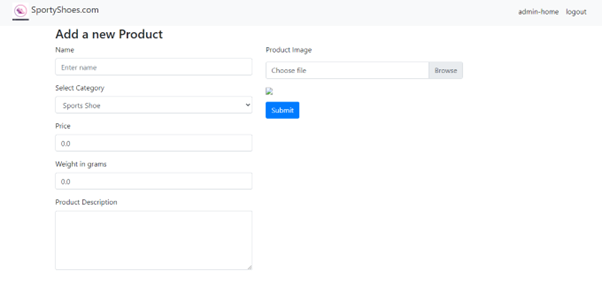 SportyShoes.com
admin-home logout
Add a new Product
Name
Enter name
Select Category
Sports Shoe
Price
0.0
Weight in grams
0.0
Product Description
Product Image
Choose file Browse
Submit